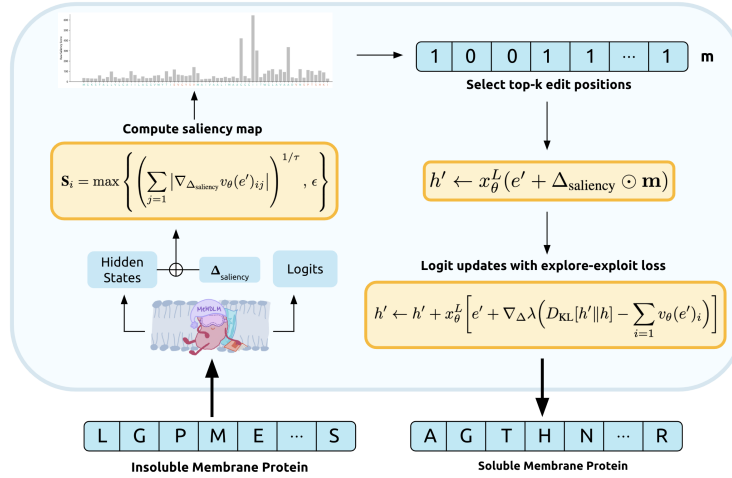 1 0 0 1 1 ... 1 m
Select top-k edit positions
Compute saliency map
S_i = max { ( ∑_{j=1} |∇_{Δ_saliency} v_θ(e′)_{ij}| )^{1/τ} , ϵ }
h′ ← x_θ^L(e′ + Δ_saliency ⊙ m)
Hidden
States
Δ_saliency
Logits
Logit updates with explore-exploit loss
h′ ← h′ + x_θ^L [ e′ + ∇_Δ λ ( D_KL[h′‖h] − ∑_{i=1} v_θ(e′)_i ) ]
MeMDLM
L G P M E ... S
Insoluble Membrane Protein
A G T H N ... R
Soluble Membrane Protein